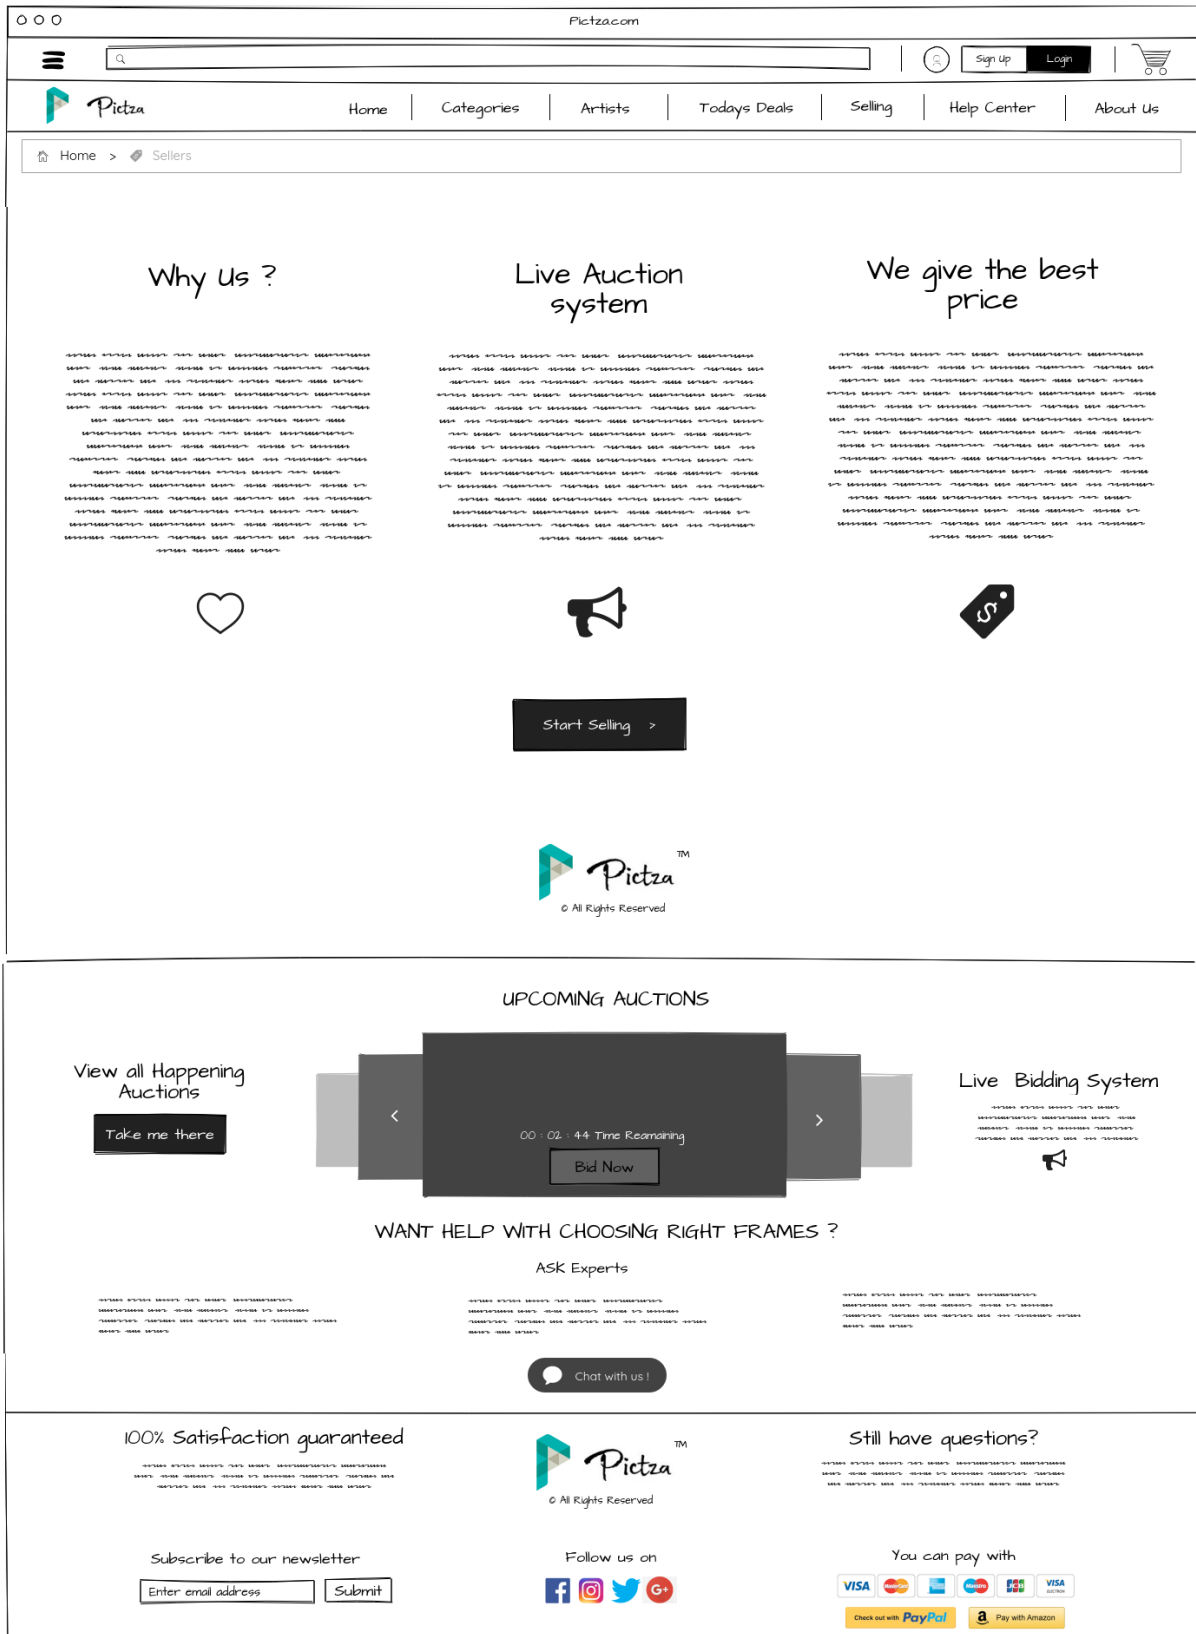 Pictza.com
Sign Up
Login
Pictza
Home
Categories
Artists
Todays Deals
Selling
Help Center
About Us
Home > Sellers
Why Us ?
Live Auction
system
We give the best
price
Start Selling >
Pictza TM
© All Rights Reserved
UPCOMING AUCTIONS
View all Happening
Auctions
Take me there
00 : 02 : 44 Time Reamaining
Bid Now
Live Bidding System
WANT HELP WITH CHOOSING RIGHT FRAMES ?
ASK Experts
Chat with us !
100% Satisfaction guaranteed
Pictza TM
© All Rights Reserved
Still have questions?
Subscribe to our newsletter
Enter email address
Submit
Follow us on
G+
You can pay with
VISA
MasterCard
Maestro
JCB
VISA
ELECTRON
Check out with PayPal
a Pay with Amazon